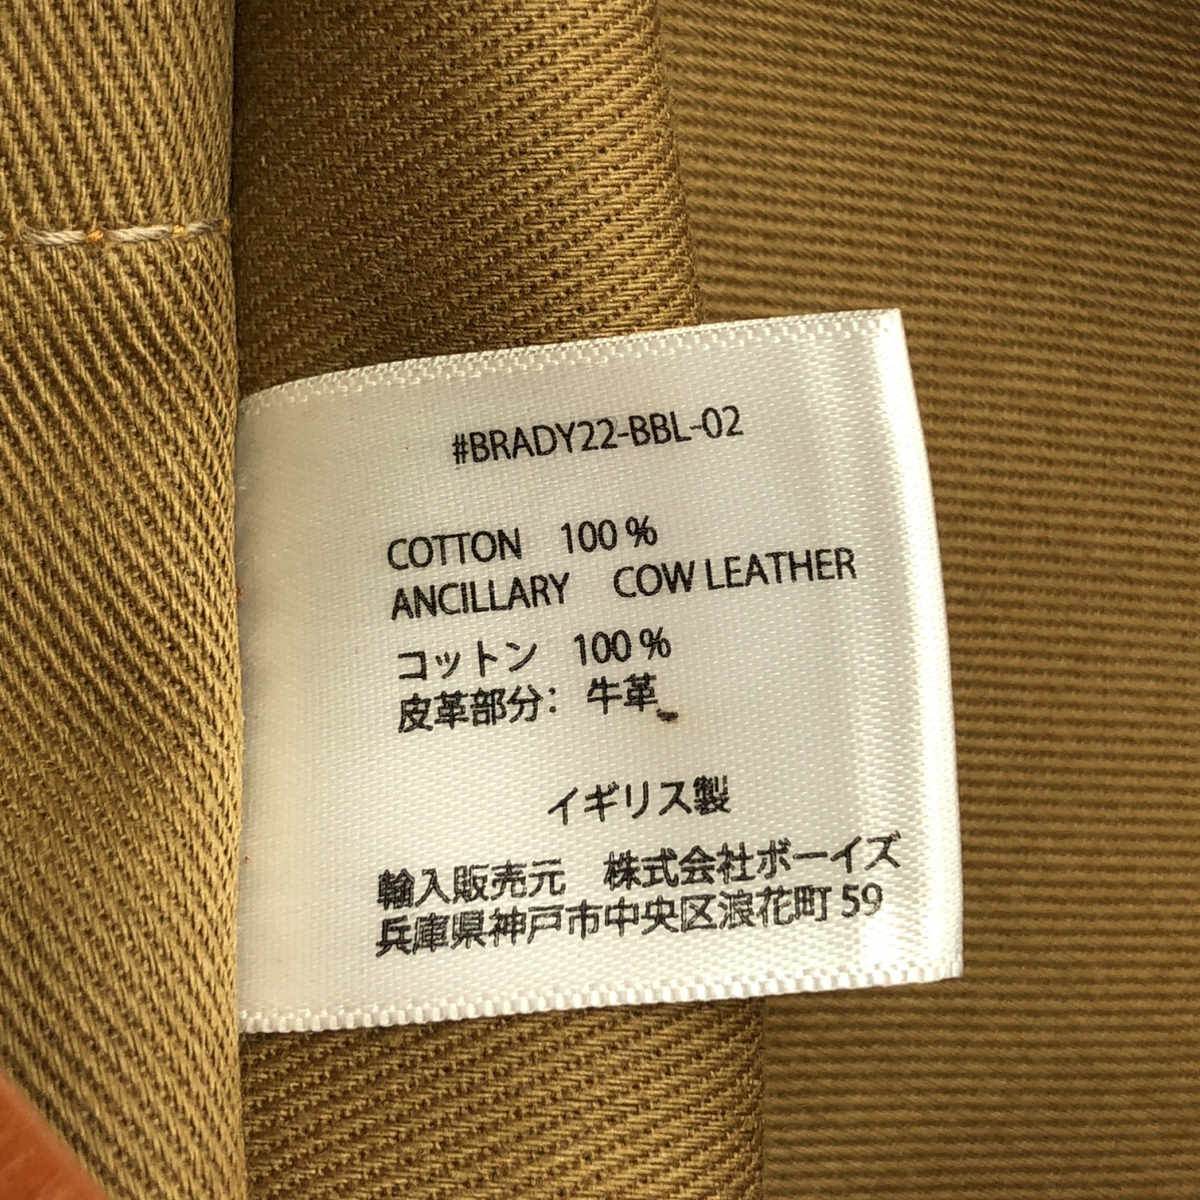 #BRADY22-BBL-02
COTTON 100%
ANCILLARY COW LEATHER
コットン 100%
皮革部分: 牛革
イギリス製
輸入販売元 株式会社ボーイズ
兵庫県神戸市中央区浪花町 59